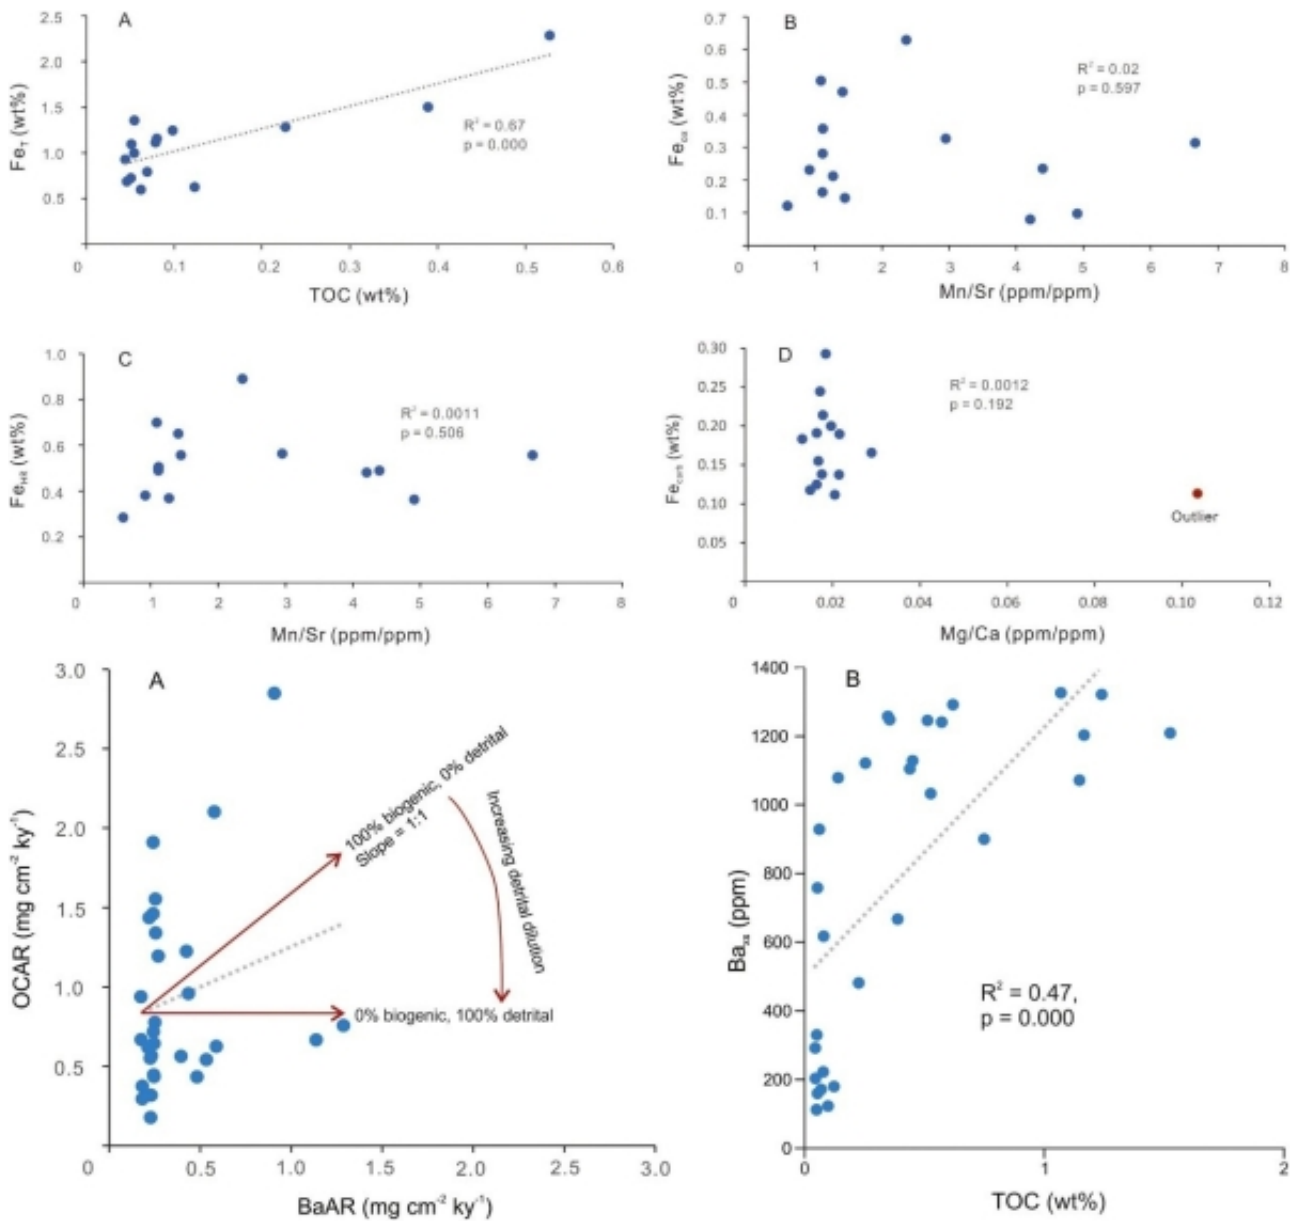 A
2.5
2.0
1.5
1.0
0.5
Fe_T (wt%)
R² = 0.67
p = 0.000
0
0.1
0.2
0.3
0.4
0.5
0.6
TOC (wt%)
B
0.7
0.6
0.5
0.4
0.3
0.2
0.1
Fe_ox (wt%)
R² = 0.02
p = 0.597
0
1
2
3
4
5
6
7
8
Mn/Sr (ppm/ppm)
C
1.0
0.8
0.6
0.4
0.2
Fe_HR (wt%)
R² = 0.0011
p = 0.506
0
1
2
3
4
5
6
7
8
Mn/Sr (ppm/ppm)
D
0.30
0.25
0.20
0.15
0.10
0.05
Fe_carb (wt%)
R² = 0.0012
p = 0.192
Outlier
0
0.02
0.04
0.06
0.08
0.10
0.12
Mg/Ca (ppm/ppm)
A
3.0
2.5
2.0
1.5
1.0
0.5
OCAR (mg cm⁻² ky⁻¹)
100% biogenic, 0% detrital
Slope = 1:1
Increasing detrital dilution
0% biogenic, 100% detrital
0
0.5
1.0
1.5
2.0
2.5
3.0
BaAR (mg cm⁻² ky⁻¹)
B
1400
1200
1000
800
600
400
200
0
Ba_xs (ppm)
R² = 0.47,
p = 0.000
0
1
2
TOC (wt%)